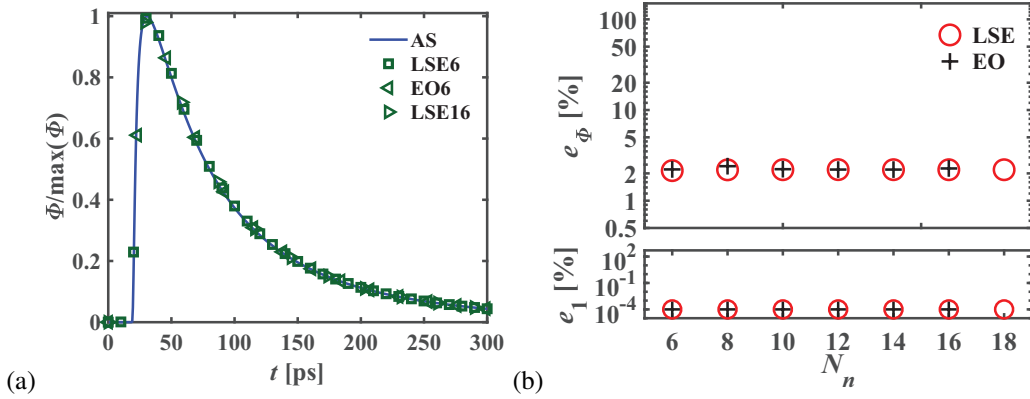 Φ/max(Φ)
1
0.8
0.6
0.4
0.2
0
AS
LSE6
EO6
LSE16
0 50 100 150 200 250 300
t [ps]
(a)
e_Φ [%]
100
50
20
10
5
2
1
0.5
LSE
EO
e_1 [%]
10^2
10^-1
10^-4
6 8 10 12 14 16 18
N_n
(b)